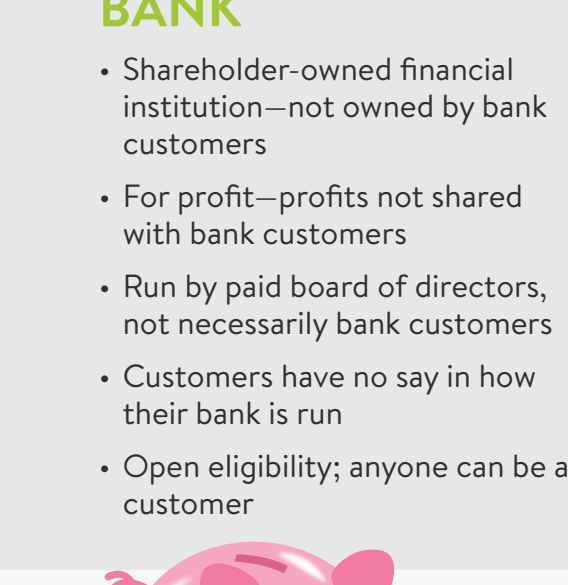 BANK
• Shareholder-owned financial
institution—not owned by bank
customers
• For profit—profits not shared
with bank customers
• Run by paid board of directors,
not necessarily bank customers
• Customers have no say in how
their bank is run
• Open eligibility; anyone can be a
customer